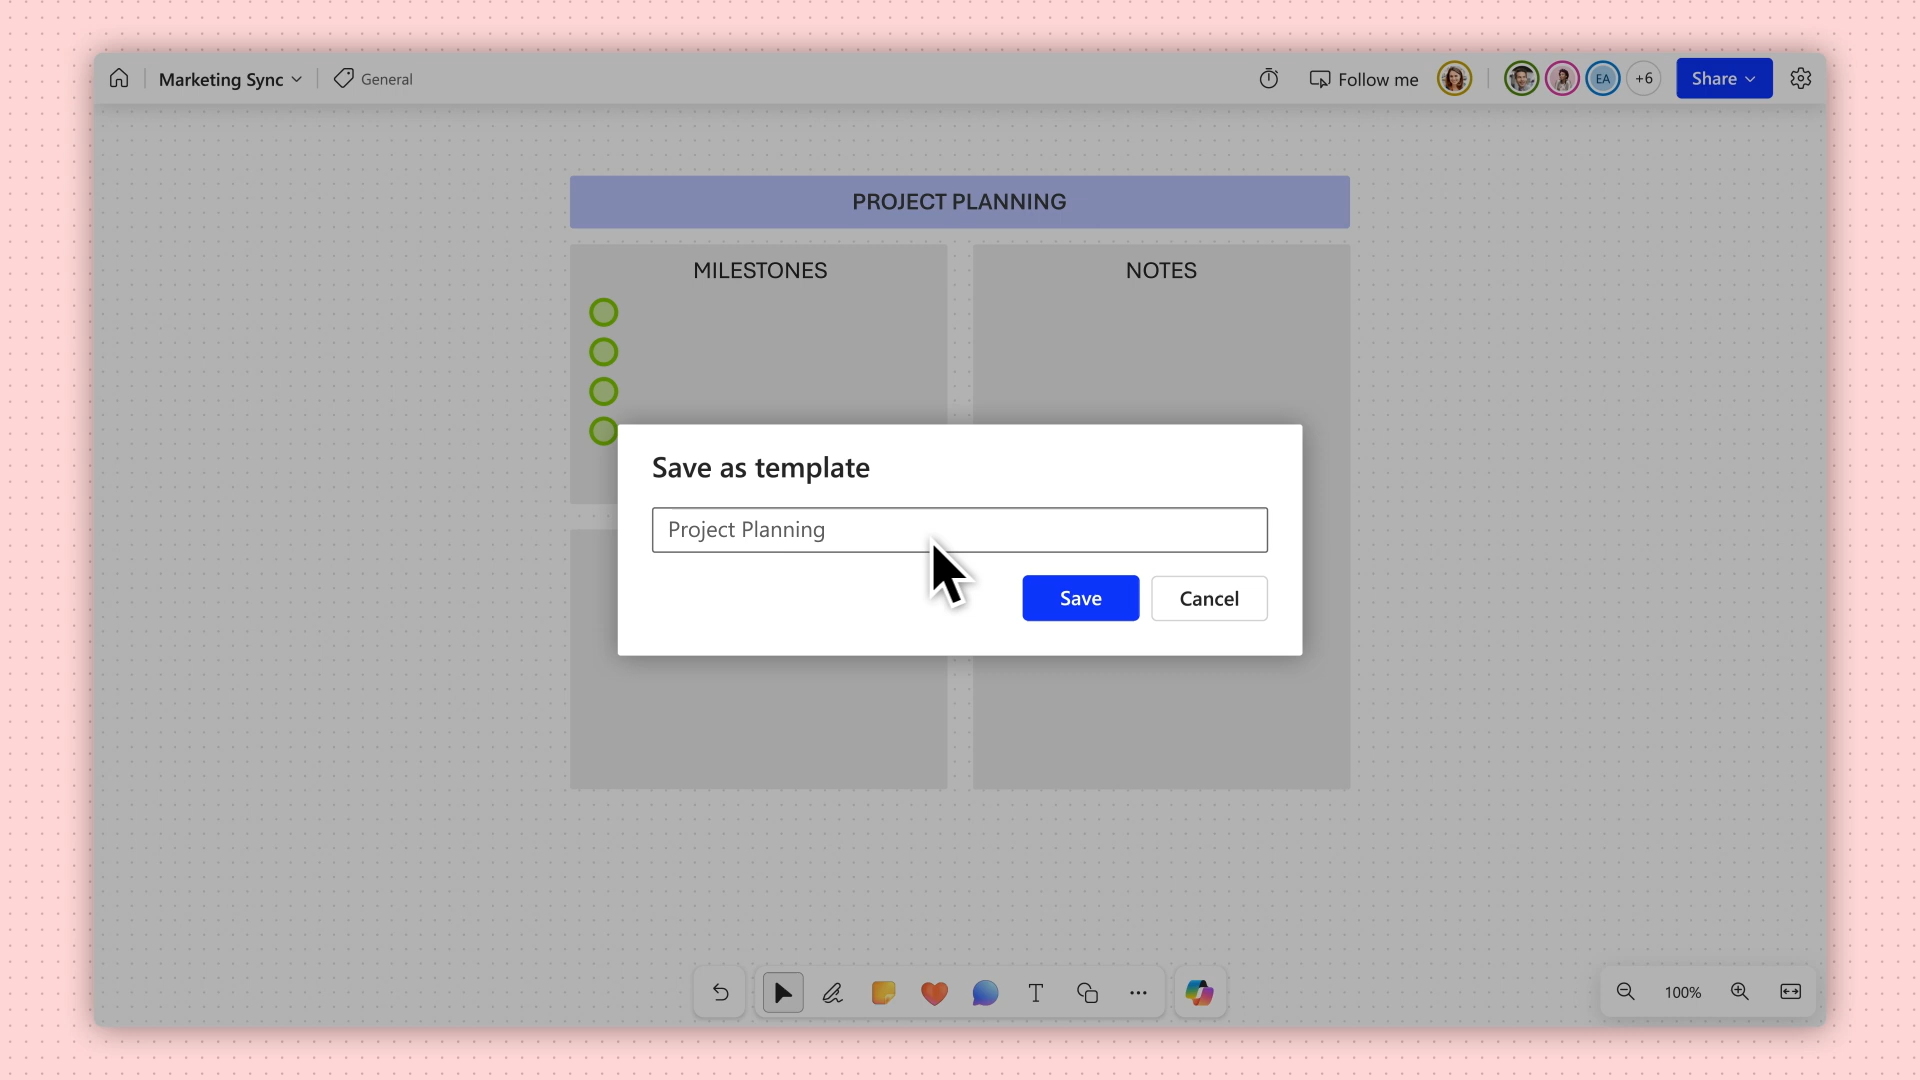 Marketing Sync
General
Follow me
EA
+6
Share
PROJECT PLANNING
MILESTONES
NOTES
Save as template
Project Planning
Save
Cancel
T
100%